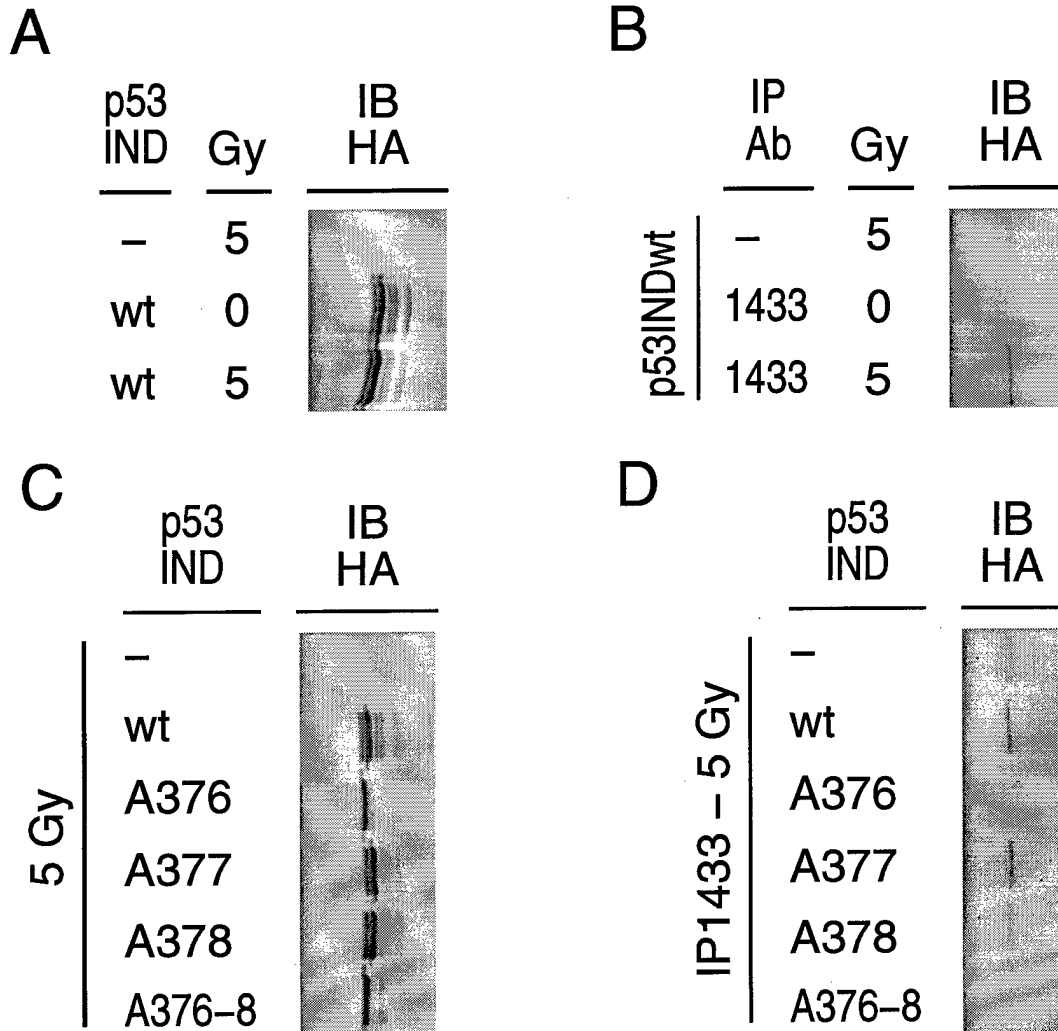 A
p53
IND
Gy
IB
HA
– 5
wt 0
wt 5
B
IP
Ab
Gy
IB
HA
p53INDwt
– 5
1433 0
1433 5
C
p53
IND
IB
HA
5 Gy
–
wt
A376
A377
A378
A376–8
D
p53
IND
IB
HA
IP1433 – 5 Gy
–
wt
A376
A377
A378
A376–8